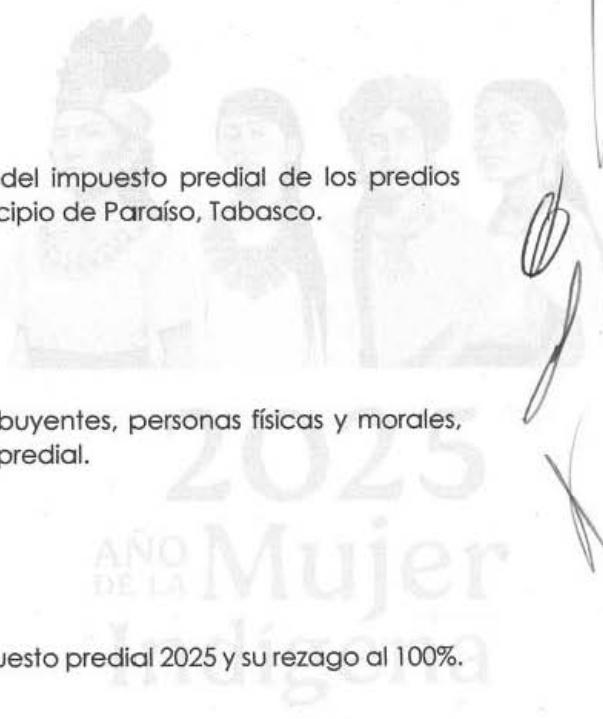 del impuesto predial de los predios
cipio de Paraíso, Tabasco.
buyentes, personas físicas y morales,
predial.
2025
AÑO
DE LA Mujer
Indígena
uesto predial 2025 y su rezago al 100%.